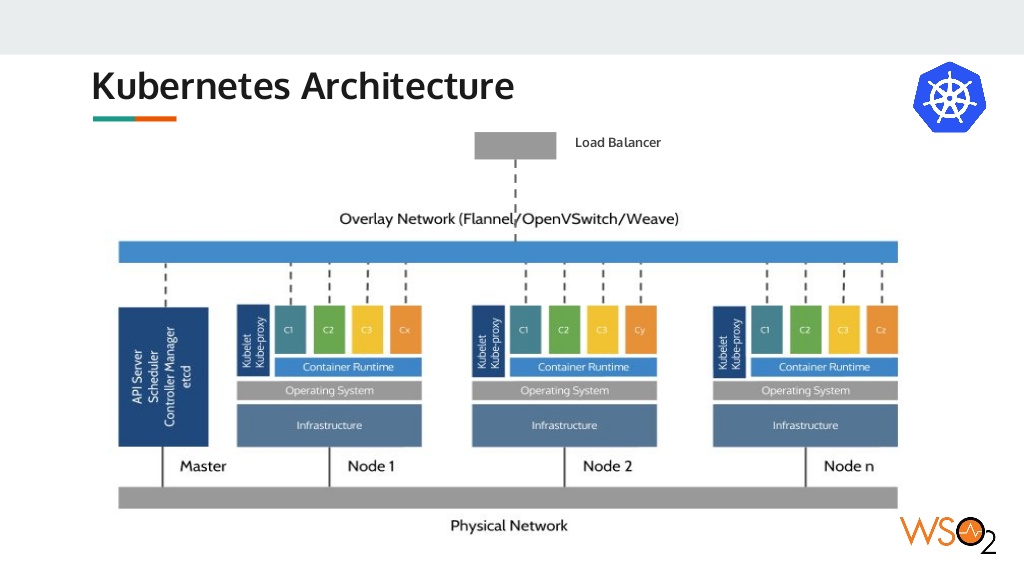 Kubernetes Architecture
Load Balancer
Overlay Network (Flannel/OpenVSwitch/Weave)
API Server
Scheduler
Controller Manager
etcd
Master
Kubelet
Kube-proxy
C1
C2
C3
Cx
Container Runtime
Operating System
Infrastructure
Node 1
Kubelet
Kube-proxy
C1
C2
C3
Cy
Container Runtime
Operating System
Infrastructure
Node 2
Kubelet
Kube-proxy
C1
C2
C3
Cz
Container Runtime
Operating System
Infrastructure
Node n
Physical Network
WSO2